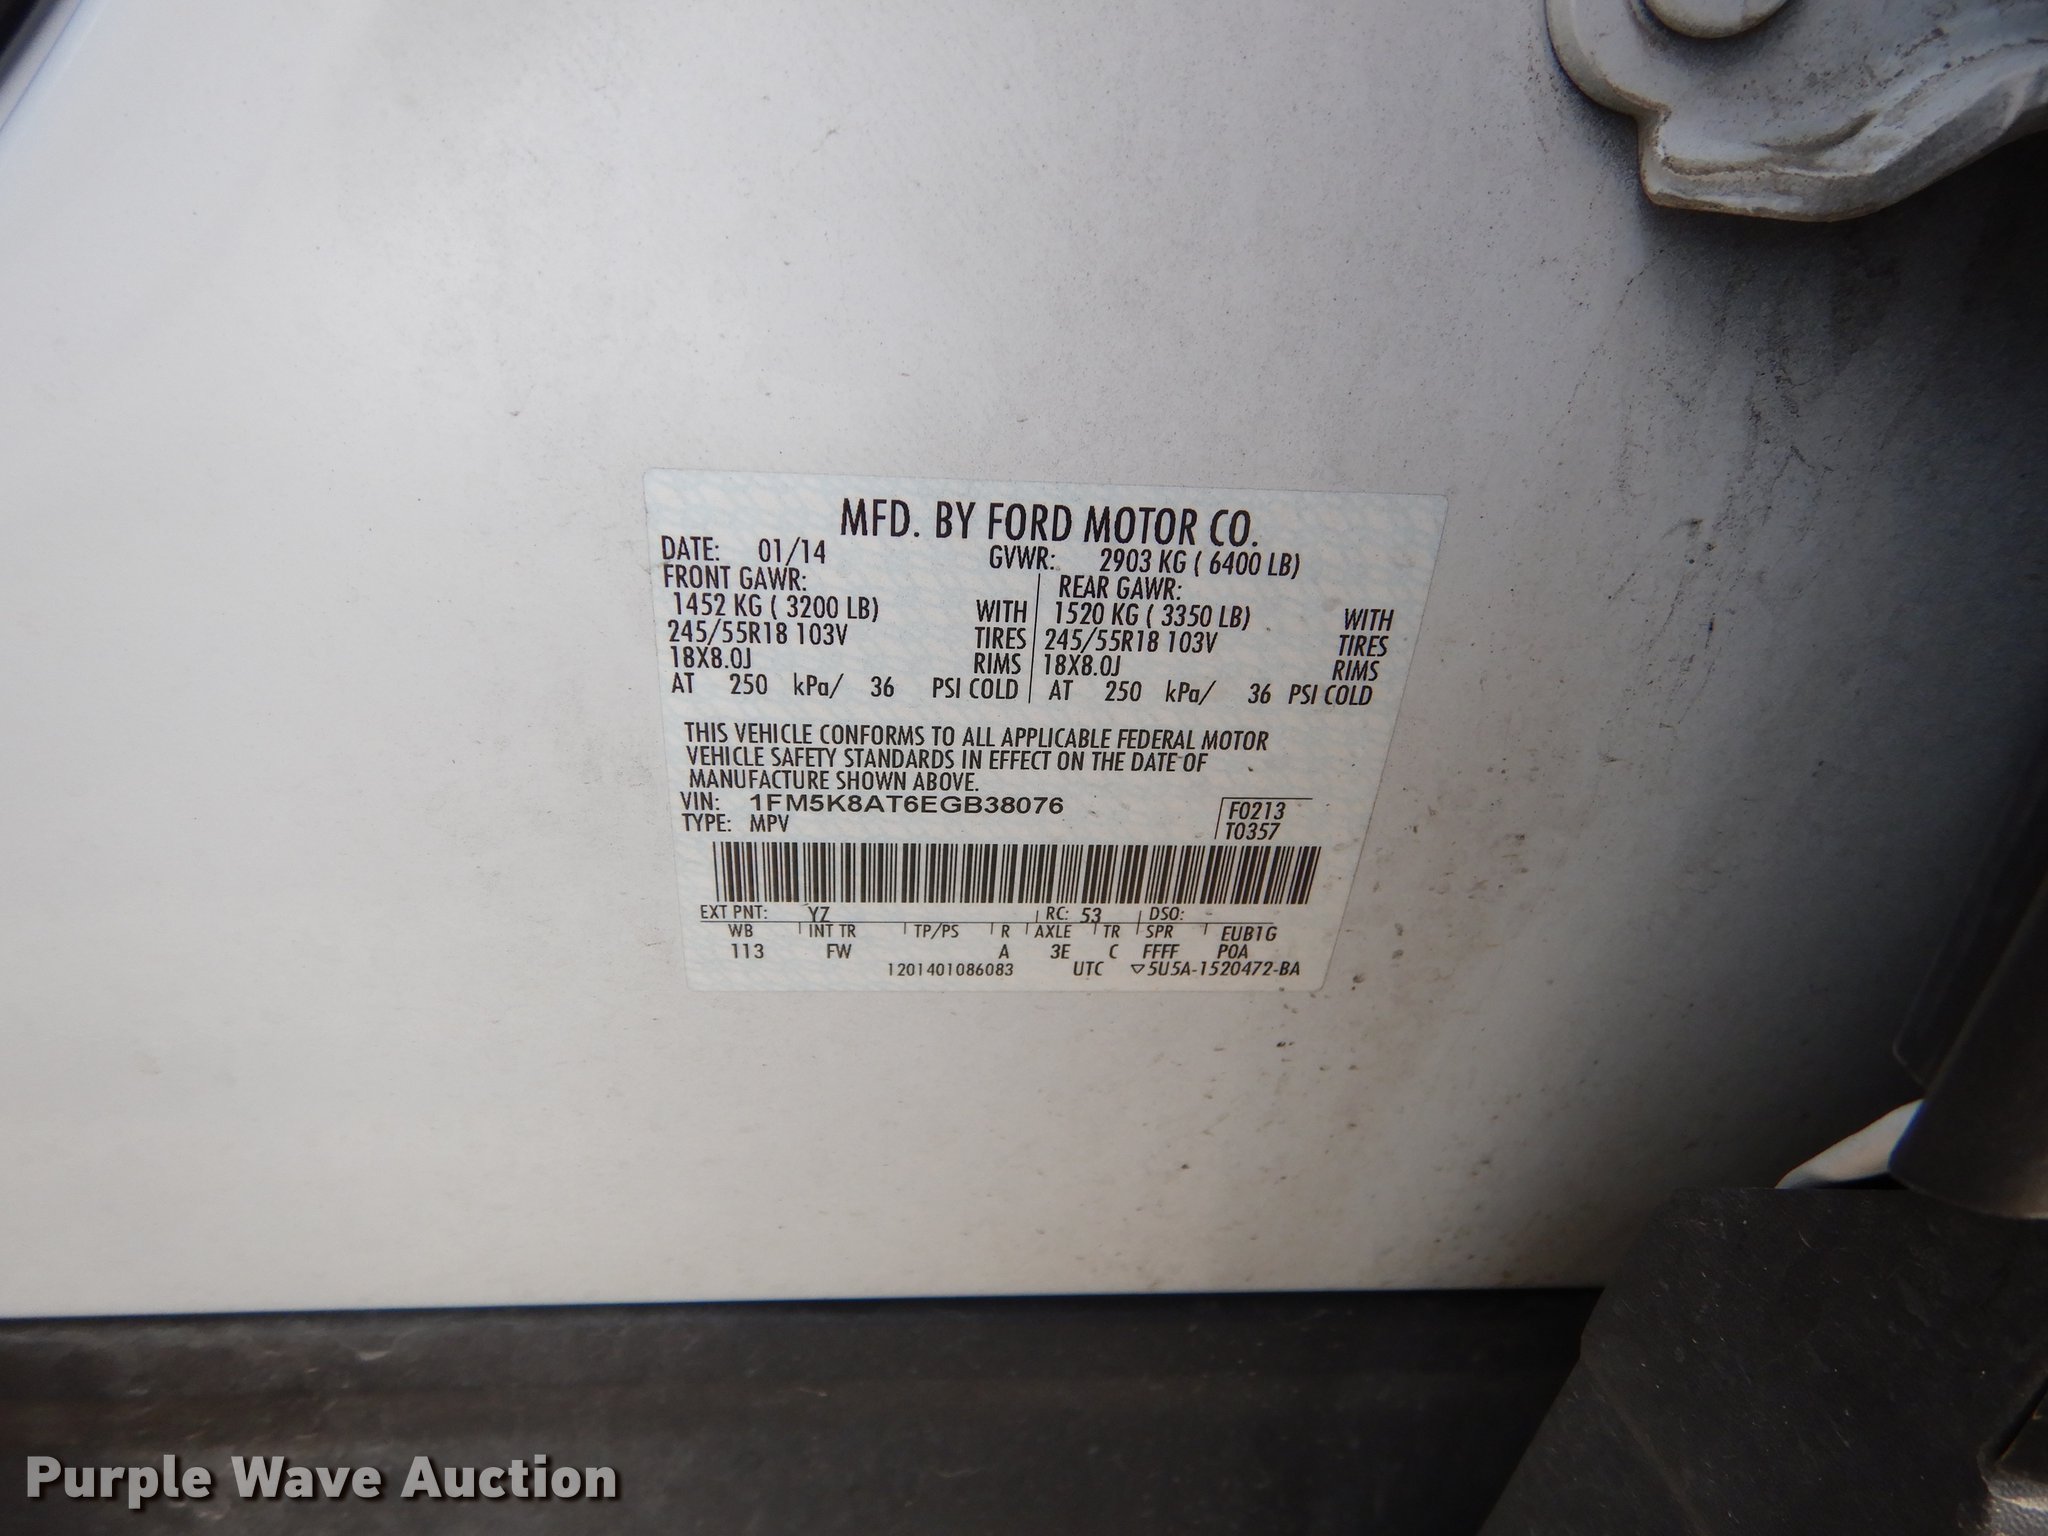 MFD. BY FORD MOTOR CO.
DATE: 01/14 GVWR: 2903 KG ( 6400 LB)
FRONT GAWR: REAR GAWR:
1452 KG ( 3200 LB) WITH 1520 KG ( 3350 LB) WITH
245/55R18 103V TIRES 245/55R18 103V TIRES
18X8.0J RIMS 18X8.0J RIMS
AT 250 kPa/ 36 PSI COLD AT 250 kPa/ 36 PSI COLD
THIS VEHICLE CONFORMS TO ALL APPLICABLE FEDERAL MOTOR
VEHICLE SAFETY STANDARDS IN EFFECT ON THE DATE OF
MANUFACTURE SHOWN ABOVE.
VIN: 1FM5K8AT6EGB38076 F0213
TYPE: MPV T0357
EXT PNT: YZ RC: 53 DSO:
WB INT TR TP/PS R AXLE TR SPR EUB1G
113 FW A 3E C FFFF POA
1201401086083 UTC ▽5U5A-1520472-BA
Purple Wave Auction